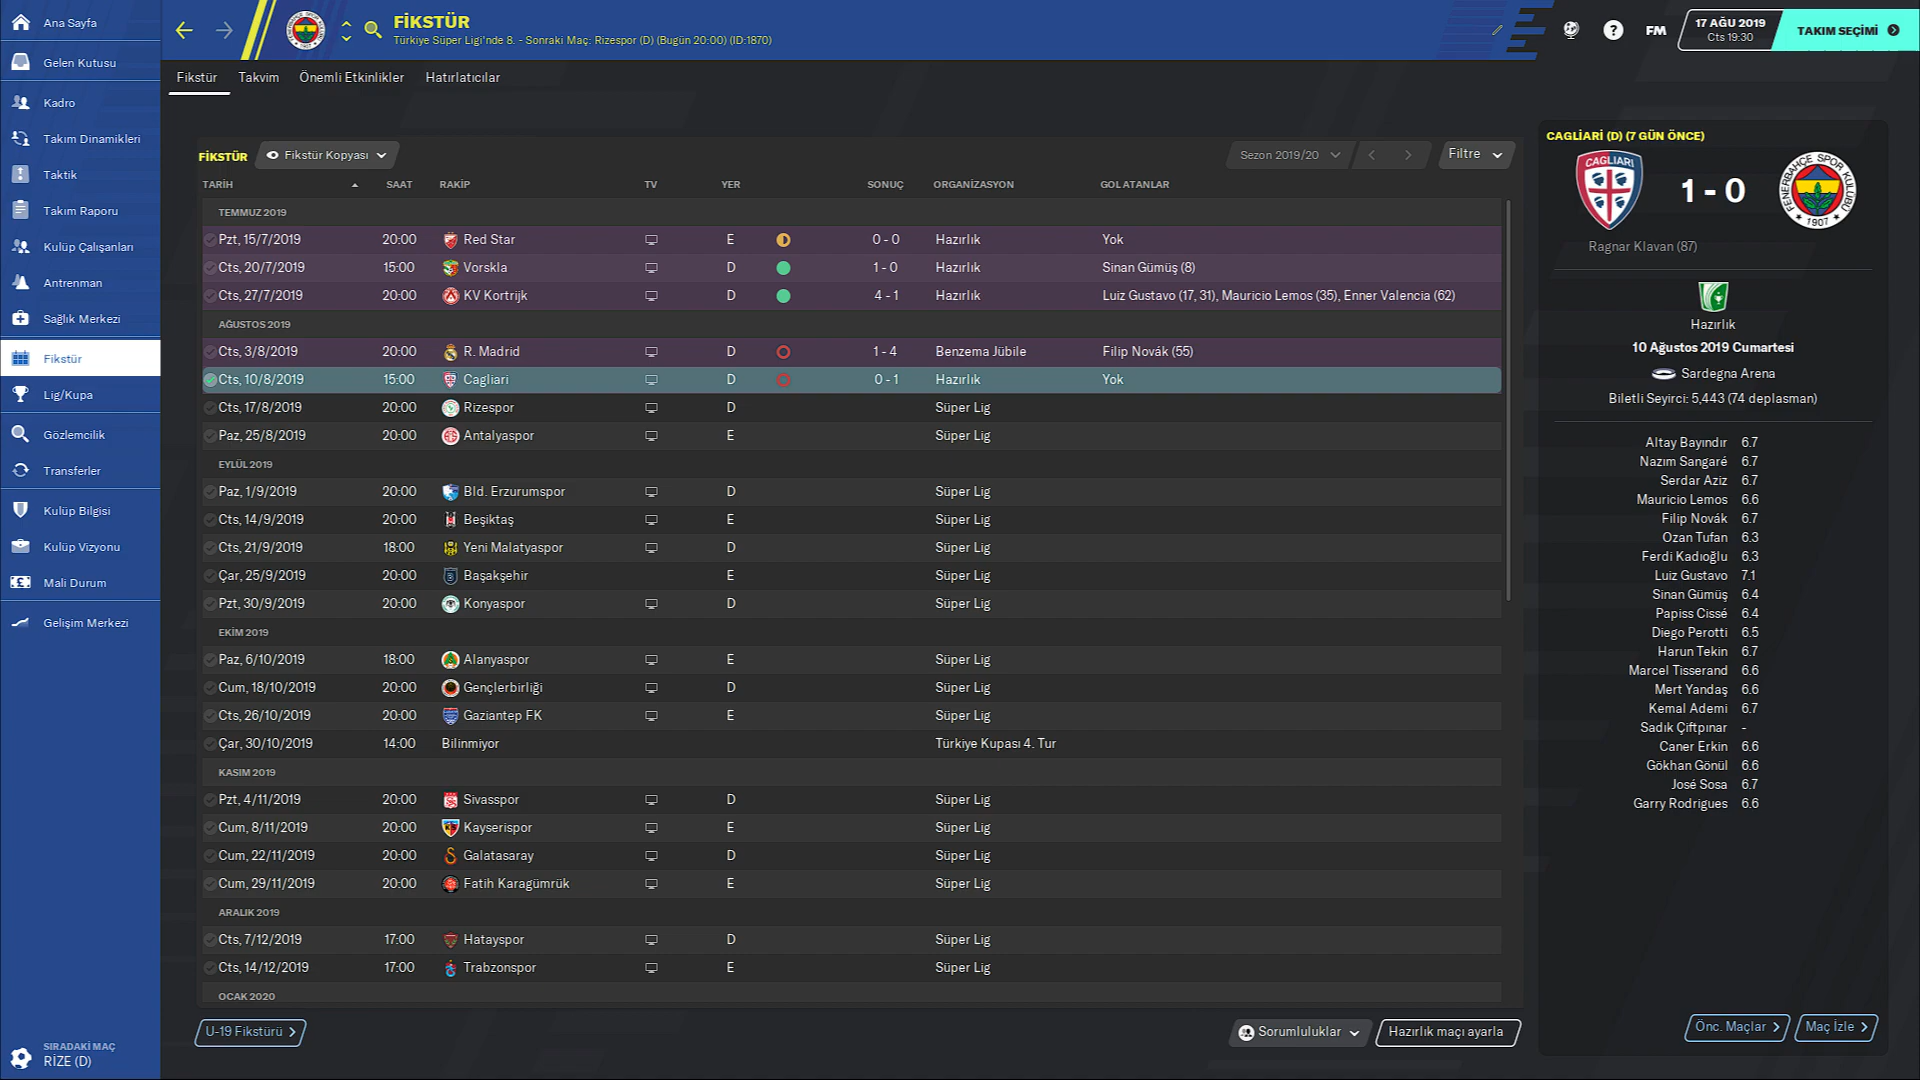 Ana Sayfa
Gelen Kutusu
Kadro
Takım Dinamikleri
Taktik
Takım Raporu
Kulüp Çalışanları
Antrenman
Sağlık Merkezi
Fikstür
Lig/Kupa
Gözlemcilik
Transferler
Kulüp Bilgisi
Kulüp Vizyonu
Mali Durum
Gelişim Merkezi
SIRADAKİ MAÇ
RİZE (D)
FİKSTÜR
Türkiye Süper Ligi'nde 8. - Sonraki Maç: Rizespor (D) (Bugün 20:00) (ID:1870)
FM
17 AĞU 2019
Cts 19:30
TAKIM SEÇİMİ
Fikstür Takvim Önemli Etkinlikler Hatırlatıcılar
FİKSTÜR Fikstür Kopyası Sezon 2019/20 Filtre
TARİH SAAT RAKİP TV YER SONUÇ ORGANİZASYON GOL ATANLAR
TEMMUZ 2019
Pzt, 15/7/2019 20:00 Red Star E 0 - 0 Hazırlık Yok
Cts, 20/7/2019 15:00 Vorskla D 1 - 0 Hazırlık Sinan Gümüş (8)
Cts, 27/7/2019 20:00 KV Kortrijk D 4 - 1 Hazırlık Luiz Gustavo (17, 31), Mauricio Lemos (35), Enner Valencia (62)
AĞUSTOS 2019
Cts, 3/8/2019 20:00 R. Madrid D 1 - 4 Benzema Jübile Filip Novák (55)
Cts, 10/8/2019 15:00 Cagliari D 0 - 1 Hazırlık Yok
Cts, 17/8/2019 20:00 Rizespor D Süper Lig
Paz, 25/8/2019 20:00 Antalyaspor E Süper Lig
EYLÜL 2019
Paz, 1/9/2019 20:00 Bld. Erzurumspor D Süper Lig
Cts, 14/9/2019 20:00 Beşiktaş E Süper Lig
Cts, 21/9/2019 18:00 Yeni Malatyaspor D Süper Lig
Çar, 25/9/2019 20:00 Başakşehir E Süper Lig
Pzt, 30/9/2019 20:00 Konyaspor D Süper Lig
EKİM 2019
Paz, 6/10/2019 18:00 Alanyaspor E Süper Lig
Cum, 18/10/2019 20:00 Gençlerbirliği D Süper Lig
Cts, 26/10/2019 20:00 Gaziantep FK E Süper Lig
Çar, 30/10/2019 14:00 Bilinmiyor Türkiye Kupası 4. Tur
KASIM 2019
Pzt, 4/11/2019 20:00 Sivasspor D Süper Lig
Cum, 8/11/2019 20:00 Kayserispor E Süper Lig
Cum, 22/11/2019 20:00 Galatasaray D Süper Lig
Cum, 29/11/2019 20:00 Fatih Karagümrük E Süper Lig
ARALIK 2019
Cts, 7/12/2019 17:00 Hatayspor D Süper Lig
Cts, 14/12/2019 17:00 Trabzonspor E Süper Lig
OCAK 2020
U-19 Fikstürü
Sorumluluklar
Hazırlık maçı ayarla
CAGLİARİ (D) (7 GÜN ÖNCE)
CAGLIARI
1 - 0
FENERBAHÇE SPOR KULÜBÜ
1907
Ragnar Klavan (87)
Hazırlık
10 Ağustos 2019 Cumartesi
Sardegna Arena
Biletli Seyirci: 5,443 (74 deplasman)
Altay Bayındır 6.7
Nazım Sangaré 6.7
Serdar Aziz 6.7
Mauricio Lemos 6.6
Filip Novák 6.7
Ozan Tufan 6.3
Ferdi Kadıoğlu 6.3
Luiz Gustavo 7.1
Sinan Gümüş 6.4
Papiss Cissé 6.4
Diego Perotti 6.5
Harun Tekin 6.7
Marcel Tisserand 6.6
Mert Yandaş 6.6
Kemal Ademi 6.7
Sadık Çiftpınar -
Caner Erkin 6.6
Gökhan Gönül 6.6
José Sosa 6.7
Garry Rodrigues 6.6
Önc. Maçlar
Maç İzle